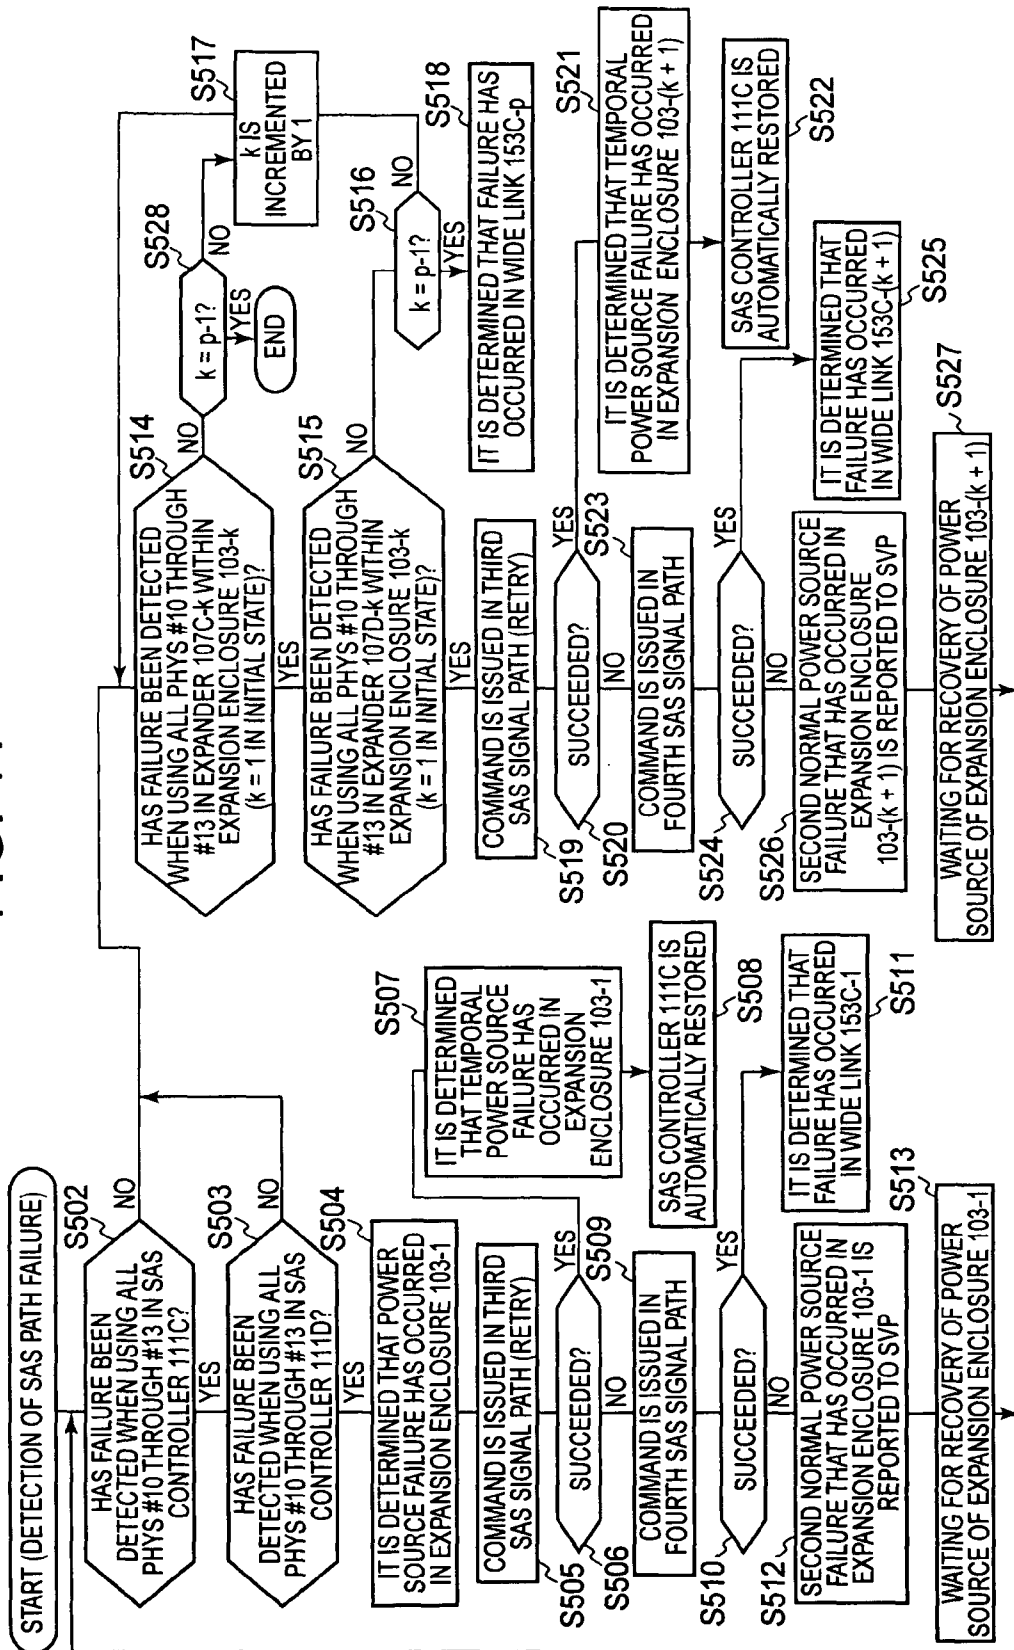 START (DETECTION OF SAS PATH FAILURE)
S502
HAS FAILURE BEEN
DETECTED WHEN USING ALL
PHYS #10 THROUGH #13 IN SAS
CONTROLLER 111C?
NO
YES
S503
HAS FAILURE BEEN
DETECTED WHEN USING ALL
PHYS #10 THROUGH #13 IN SAS
CONTROLLER 111D?
NO
YES
S504
IT IS DETERMINED THAT POWER
SOURCE FAILURE HAS OCCURRED
IN EXPANSION ENCLOSURE 103-1
COMMAND IS ISSUED IN THIRD
SAS SIGNAL PATH (RETRY)
S505
SUCCEEDED?
YES
S506
NO
S507
IT IS DETERMINED
THAT TEMPORAL
POWER SOURCE
FAILURE HAS
OCCURRED IN
EXPANSION
ENCLOSURE 103-1
S508
SAS CONTROLLER 111C IS
AUTOMATICALLY RESTORED
S509
COMMAND IS ISSUED IN
FOURTH SAS SIGNAL PATH
SUCCEEDED?
YES
S510
NO
S511
IT IS DETERMINED THAT
FAILURE HAS OCCURRED
IN WIDE LINK 153C-1
S512
SECOND NORMAL POWER SOURCE
FAILURE THAT HAS OCCURRED IN
EXPANSION ENCLOSURE 103-1 IS
REPORTED TO SVP
S513
WAITING FOR RECOVERY OF POWER
SOURCE OF EXPANSION ENCLOSURE 103-1
S514
HAS FAILURE BEEN DETECTED
WHEN USING ALL PHYS #10 THROUGH
#13 IN EXPANDER 107C-k WITHIN
EXPANSION ENCLOSURE 103-k
(k = 1 IN INITIAL STATE)?
NO
YES
S528
k = p-1?
NO
YES
END
S517
k IS
INCREMENTED
BY 1
S515
HAS FAILURE BEEN DETECTED
WHEN USING ALL PHYS #10 THROUGH
#13 IN EXPANDER 107D-k WITHIN
EXPANSION ENCLOSURE 103-k
(k = 1 IN INITIAL STATE)?
NO
YES
S516
k = p-1?
NO
YES
S518
IT IS DETERMINED THAT FAILURE HAS
OCCURRED IN WIDE LINK 153C-p
COMMAND IS ISSUED IN THIRD
SAS SIGNAL PATH (RETRY)
S519
SUCCEEDED?
YES
S520
NO
S521
IT IS DETERMINED THAT TEMPORAL
POWER SOURCE FAILURE HAS OCCURRED
IN EXPANSION ENCLOSURE 103-(k + 1)
SAS CONTROLLER 111C IS
AUTOMATICALLY RESTORED
S522
S523
COMMAND IS ISSUED IN
FOURTH SAS SIGNAL PATH
SUCCEEDED?
YES
S524
NO
IT IS DETERMINED THAT
FAILURE HAS OCCURRED
IN WIDE LINK 153C-(k + 1)
S525
SECOND NORMAL POWER SOURCE
FAILURE THAT HAS OCCURRED IN
EXPANSION ENCLOSURE
103-(k + 1) IS REPORTED TO SVP
S526
S527
WAITING FOR RECOVERY OF POWER
SOURCE OF EXPANSION ENCLOSURE 103-(k + 1)